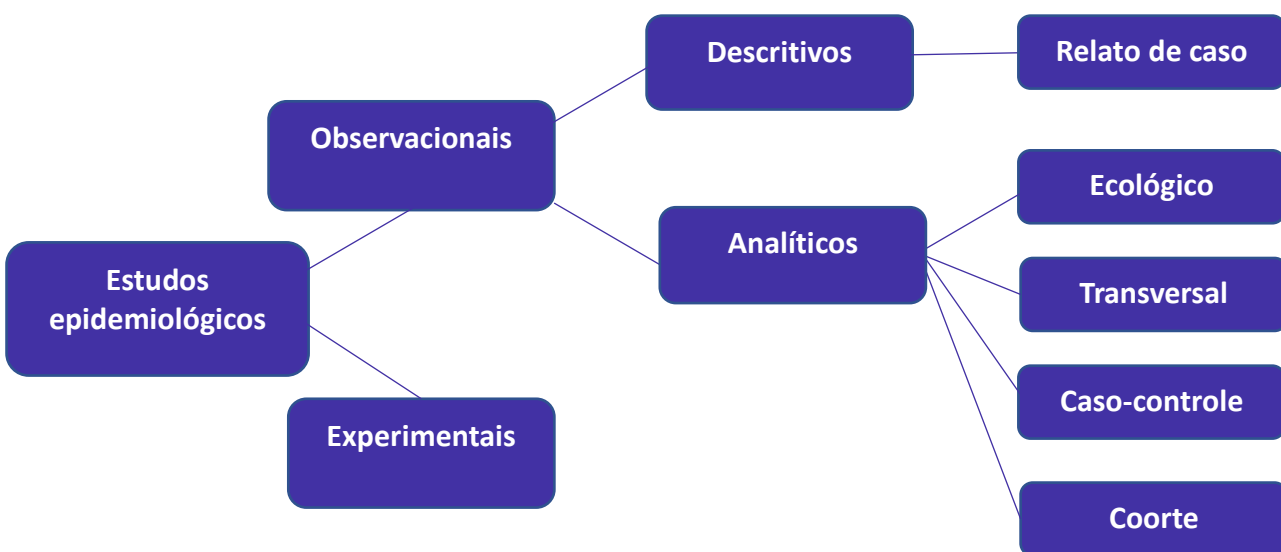 Descritivos
Relato de caso
Observacionais
Ecológico
Analíticos
Estudos
epidemiológicos
Transversal
Caso-controle
Experimentais
Coorte